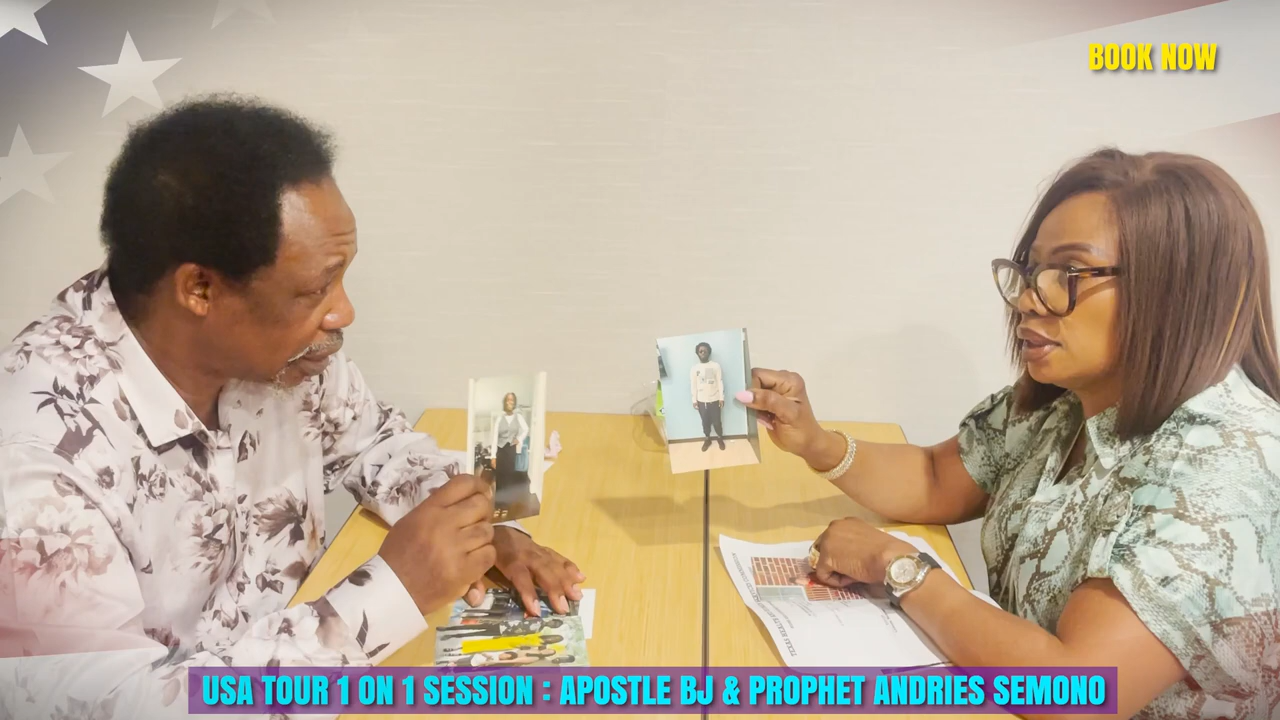 BOOK NOW
USA TOUR 1 ON 1 SESSION : APOSTLE BJ & PROPHET ANDRIES SEMONO